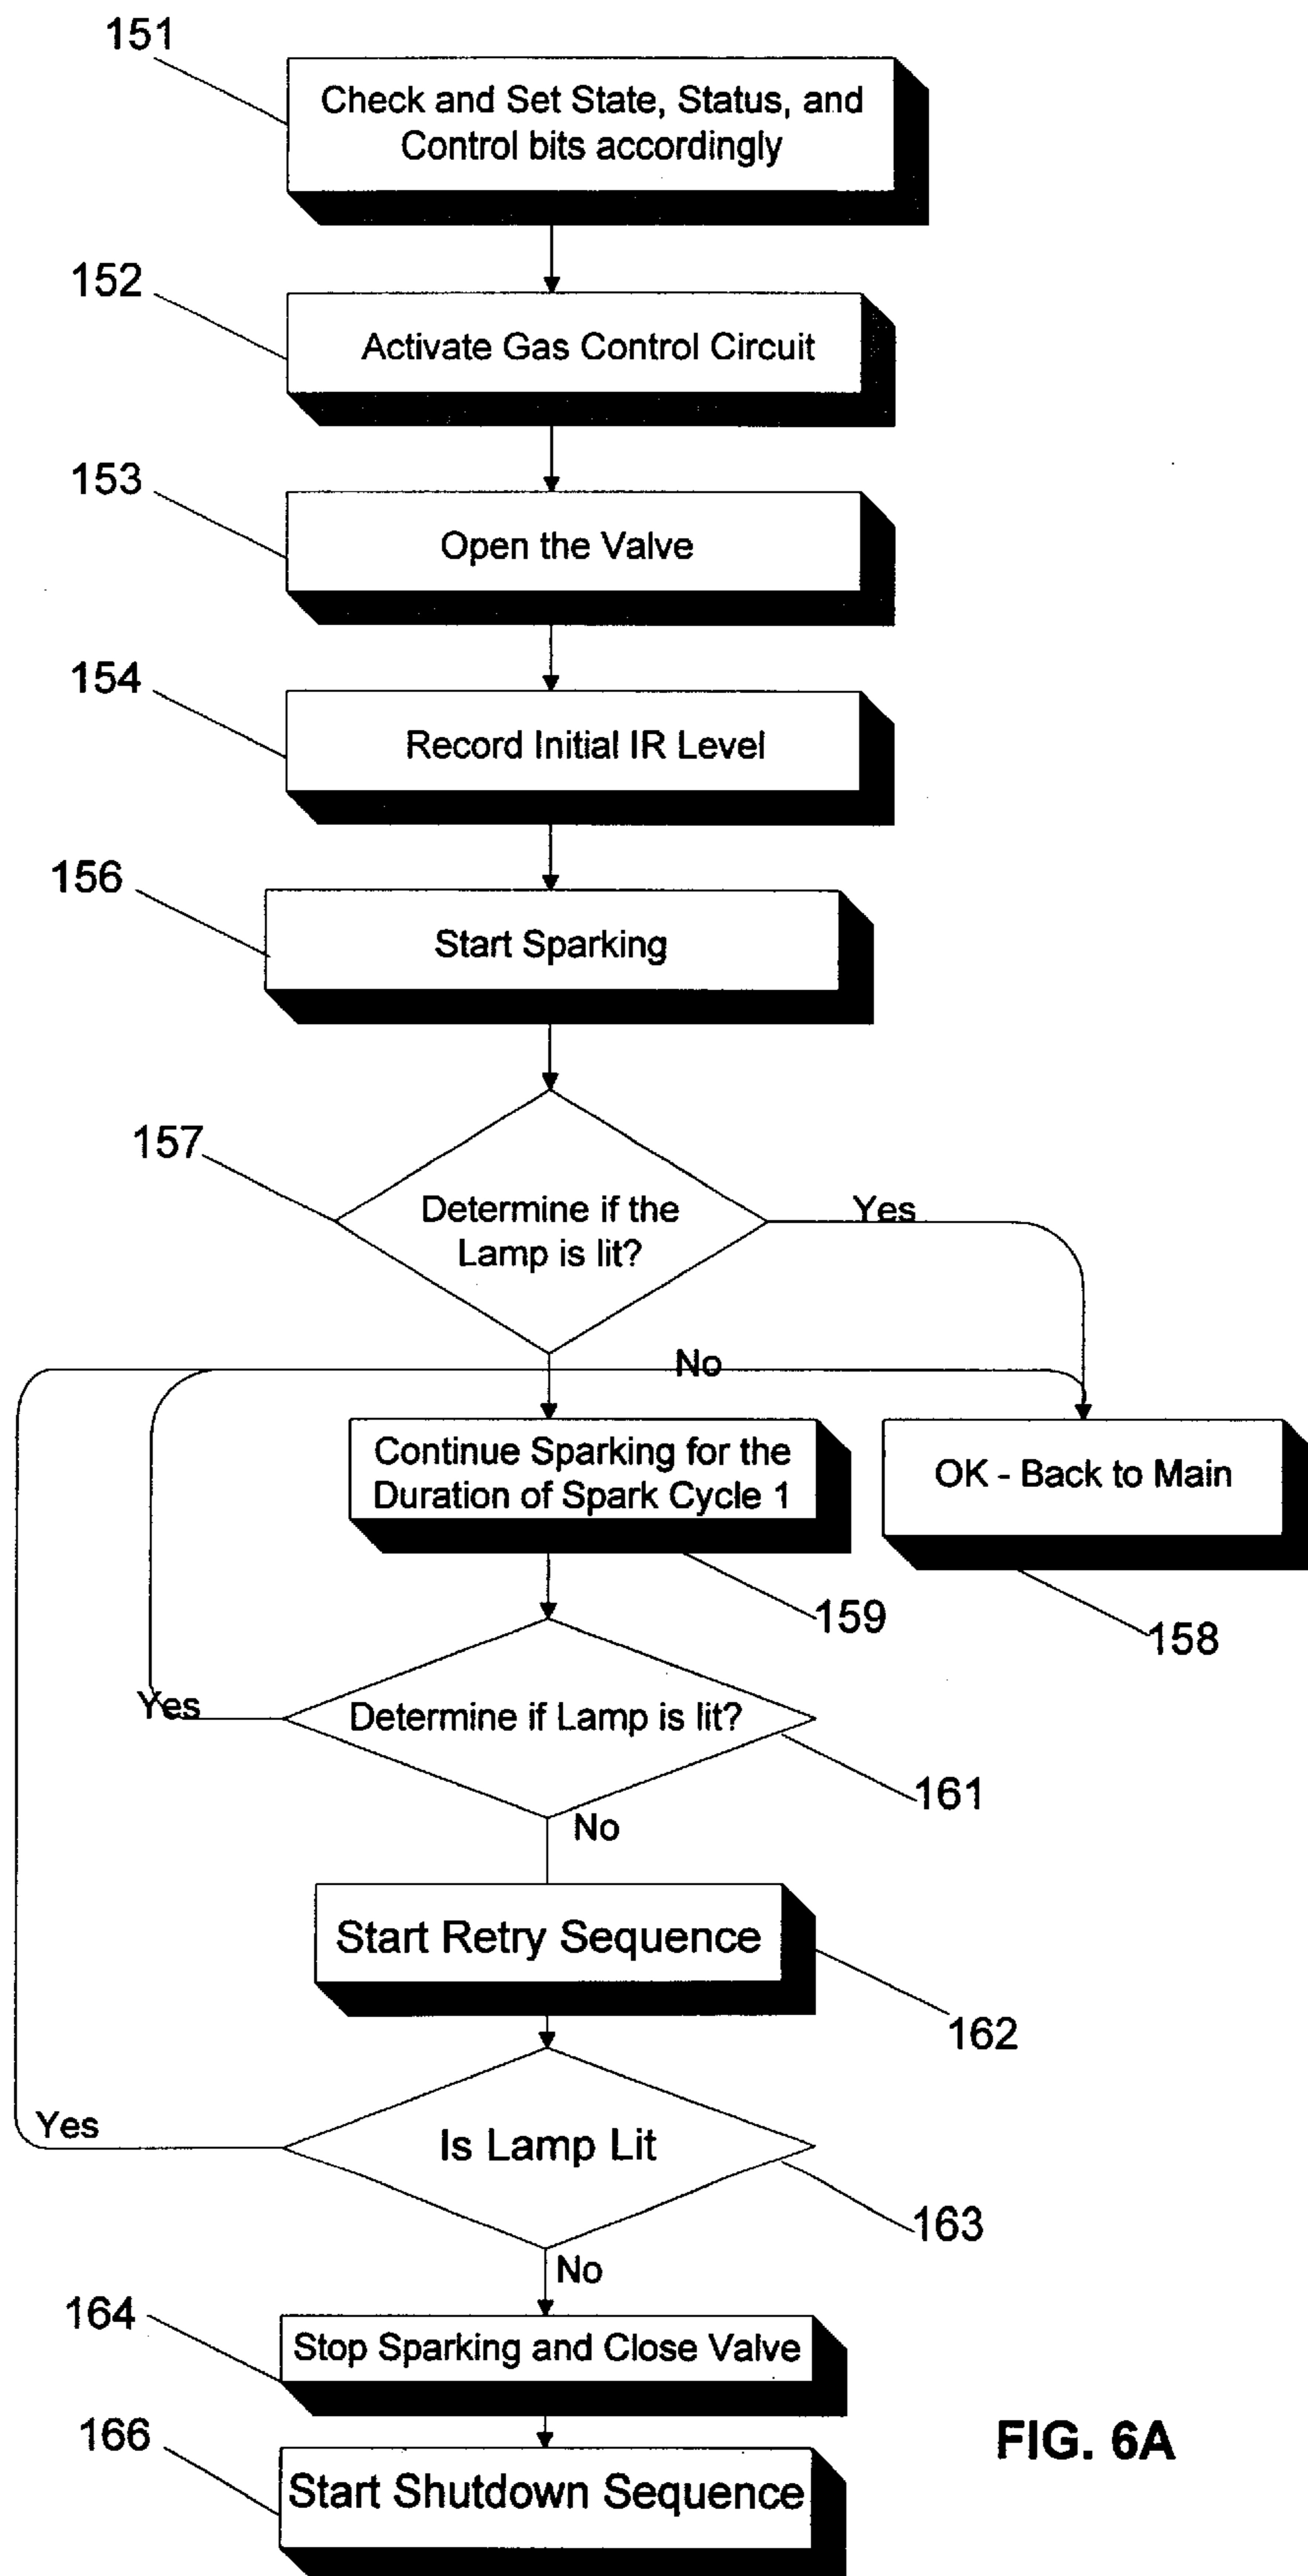 151
Check and Set State, Status, and
Control bits accordingly
152
Activate Gas Control Circuit
153
Open the Valve
154
Record Initial IR Level
156
Start Sparking
157
Determine if the
Lamp is lit?
Yes
No
Continue Sparking for the
Duration of Spark Cycle 1
OK - Back to Main
159
158
Yes
Determine if Lamp is lit?
161
No
Start Retry Sequence
162
Yes
Is Lamp Lit
163
No
164
Stop Sparking and Close Valve
166
Start Shutdown Sequence
FIG. 6A